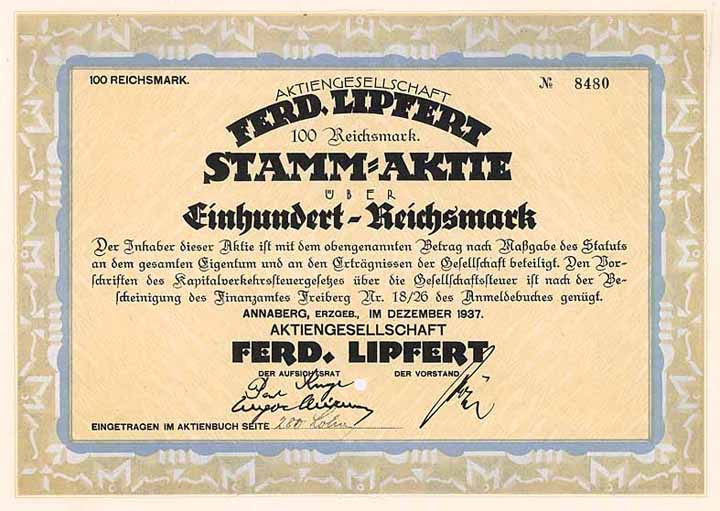 100 REICHSMARK.
№ 8480
AKTIENGESELLSCHAFT
FERD. LIPFERT
100 Reichsmark.
STAMM=AKTIE
ÜBER
Einhundert-Reichsmark
Der Inhaber dieser Aktie ist mit dem obengenannten Betrag nach Maßgabe des Statuts
an dem gesamten Eigentum und an den Erträgnissen der Gesellschaft beteiligt. Den Vor-
schriften des Kapitalverkehrssteuergesetzes über die Gesellschaftssteuer ist nach der Be-
scheinigung des Finanzamtes Freiberg Nr. 18/26 des Anmeldebuches genügt.
ANNABERG, ERZGEB., IM DEZEMBER 1937.
AKTIENGESELLSCHAFT
FERD. LIPFERT
DER AUFSICHTSRAT DER VORSTAND
EINGETRAGEN IM AKTIENBUCH SEITE 280